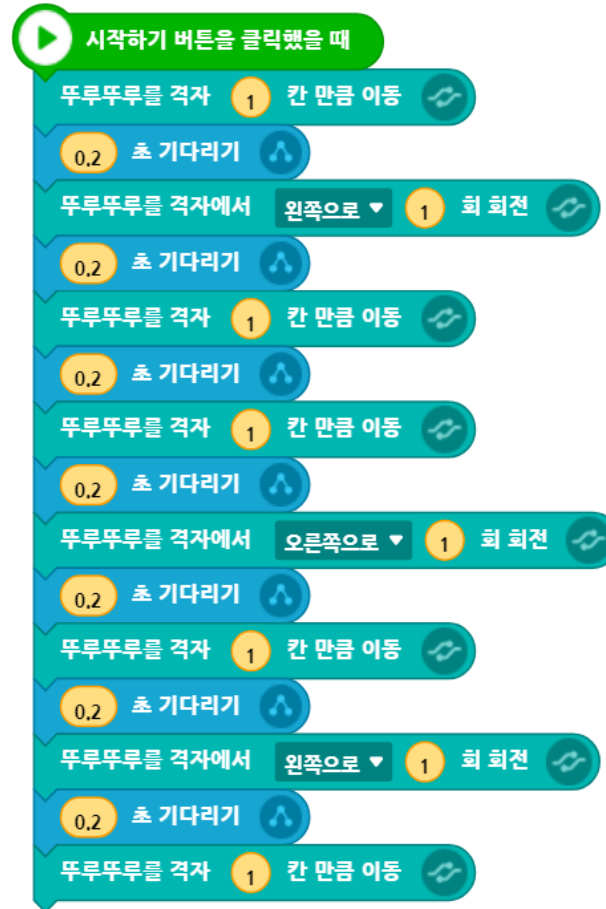 시작하기 버튼을 클릭했을 때
뚜루뚜루를 격자 1 칸 만큼 이동
0.2 초 기다리기
뚜루뚜루를 격자에서 왼쪽으로 ▼ 1 회 회전
0.2 초 기다리기
뚜루뚜루를 격자 1 칸 만큼 이동
0.2 초 기다리기
뚜루뚜루를 격자 1 칸 만큼 이동
0.2 초 기다리기
뚜루뚜루를 격자에서 오른쪽으로 ▼ 1 회 회전
0.2 초 기다리기
뚜루뚜루를 격자 1 칸 만큼 이동
0.2 초 기다리기
뚜루뚜루를 격자에서 왼쪽으로 ▼ 1 회 회전
0.2 초 기다리기
뚜루뚜루를 격자 1 칸 만큼 이동